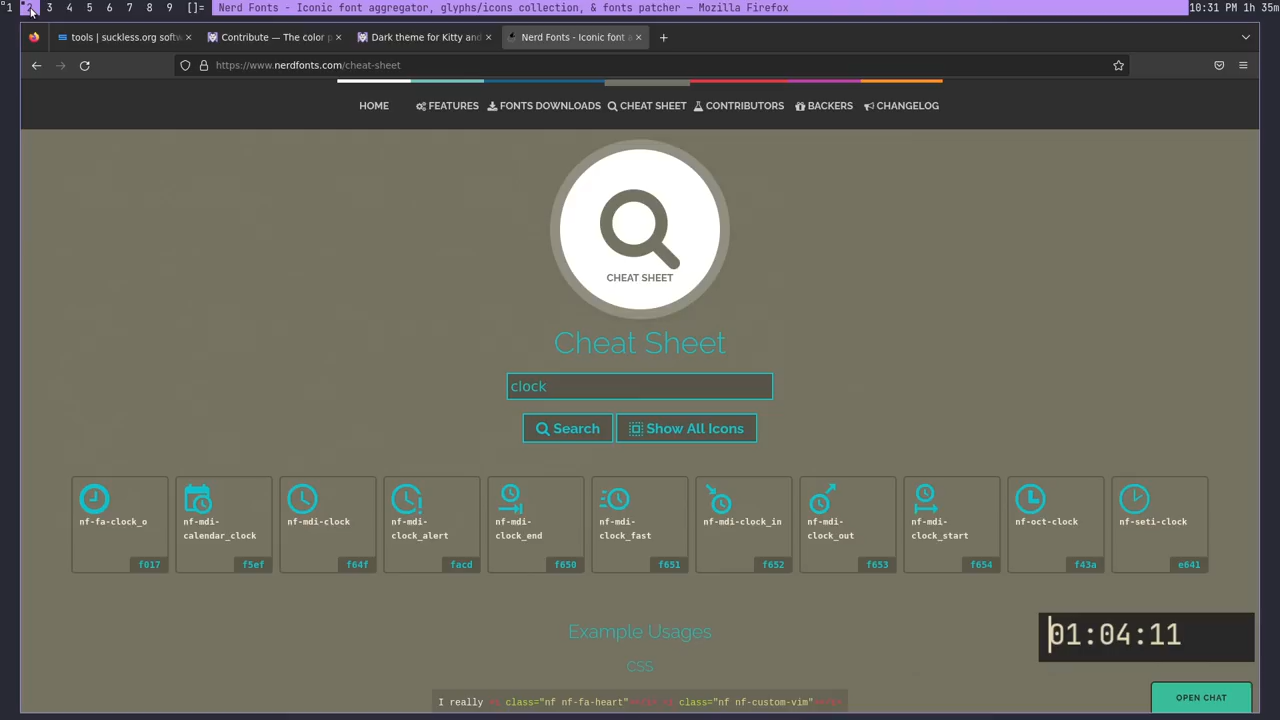 1 2 3 4 5 6 7 8 9 []= Nerd Fonts - Iconic font aggregator, glyphs/icons collection, & fonts patcher — Mozilla Firefox 10:31 PM 1h 35m
tools | suckless.org softw Contribute — The color p Dark theme for Kitty and Nerd Fonts - Iconic font a
https://www.nerdfonts.com/cheat-sheet
HOME FEATURES FONTS DOWNLOADS CHEAT SHEET CONTRIBUTORS BACKERS CHANGELOG
CHEAT SHEET
Cheat Sheet
clock
Search Show All Icons
nf-fa-clock_o
f017
nf-mdi-
calendar_clock
f5ef
nf-mdi-clock
f64f
nf-mdi-
clock_alert
facd
nf-mdi-
clock_end
f650
nf-mdi-
clock_fast
f651
nf-mdi-clock_in
f652
nf-mdi-
clock_out
f653
nf-mdi-
clock_start
f654
nf-oct-clock
f43a
nf-seti-clock
e641
Example Usages
01:04:11
CSS
I really <i class="nf nf-fa-heart"></i> <i class="nf nf-custom-vim"></i>
OPEN CHAT